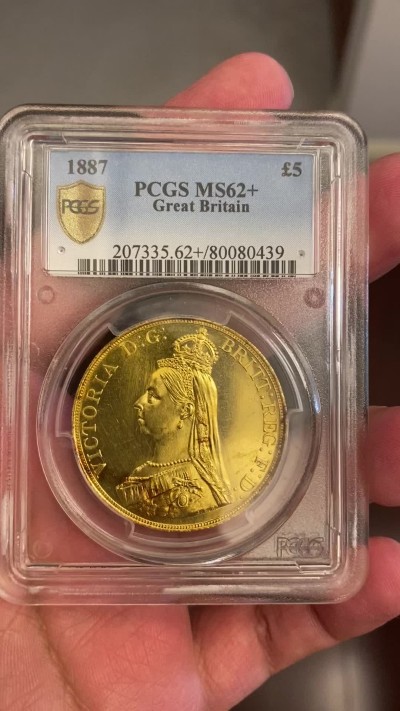 1887
£5
PCGS MS62+
Great Britain
PCGS
207335.62+/80080439
VICTORIA D:G: BRITT:REG:F:D:
PCGS